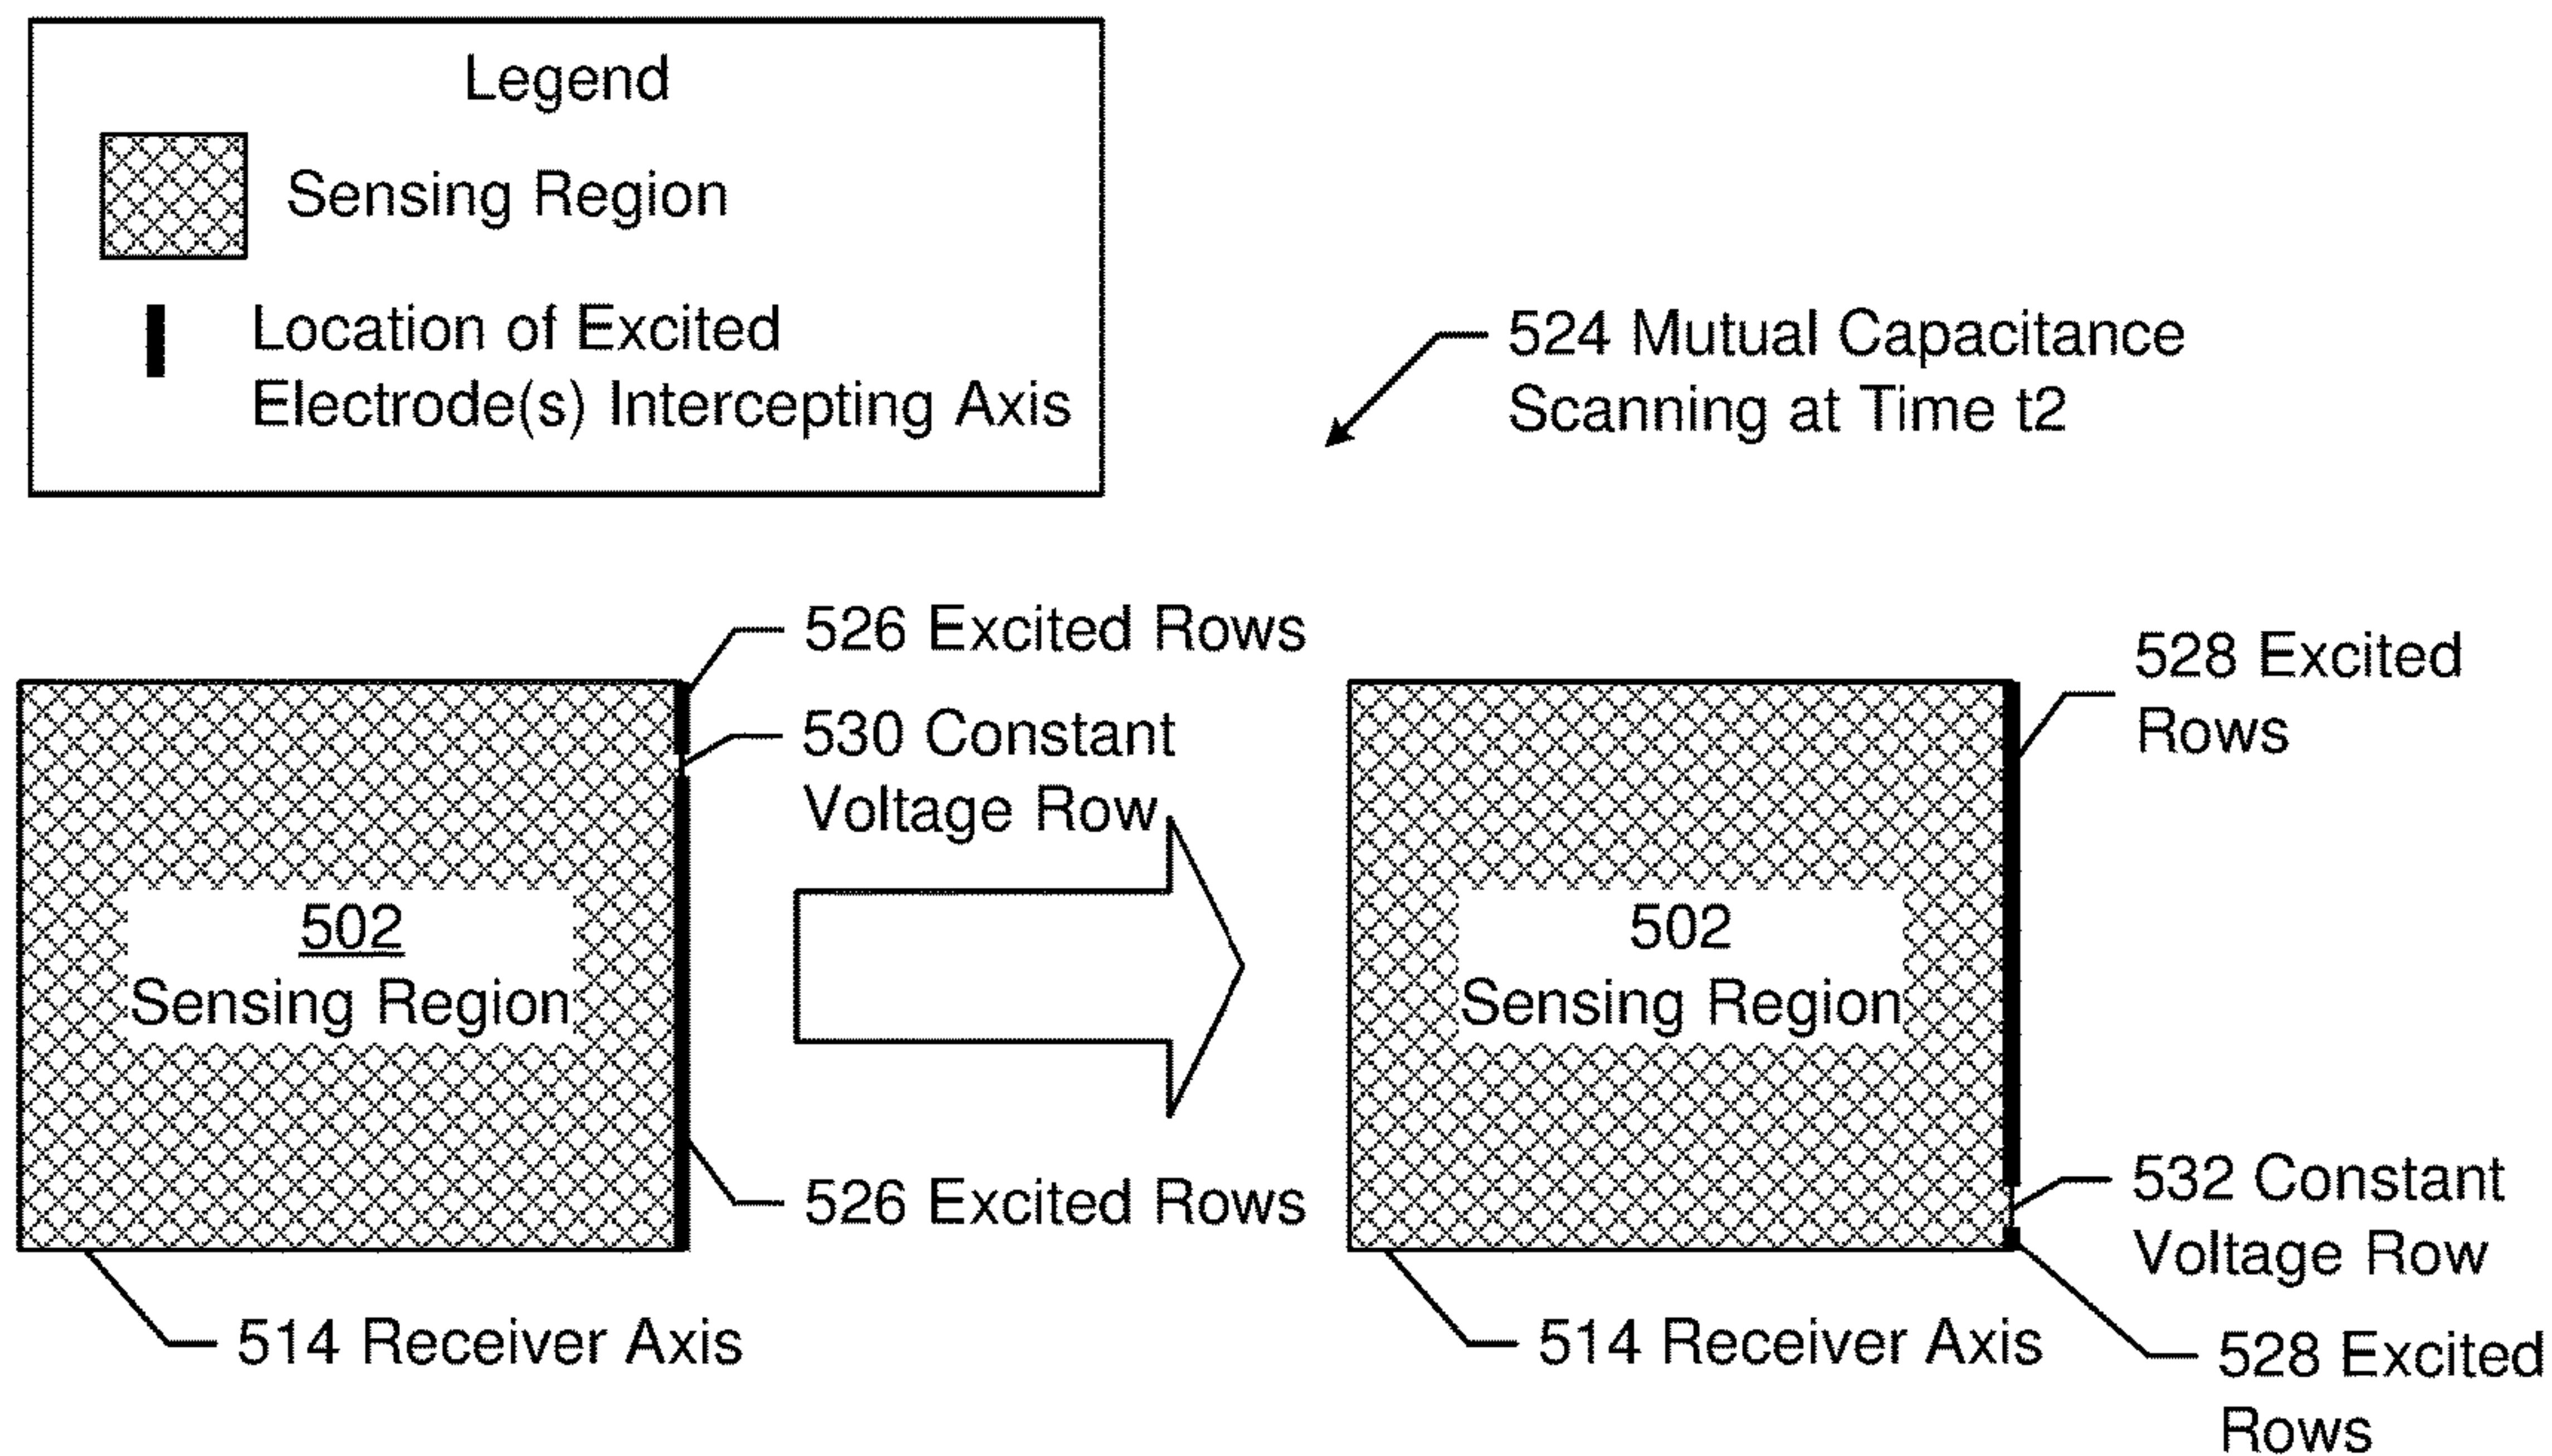 Legend
Sensing Region
Location of Excited
Electrode(s) Intercepting Axis
524 Mutual Capacitance
Scanning at Time t2
526 Excited Rows
530 Constant
Voltage Row
502
Sensing Region
526 Excited Rows
514 Receiver Axis
528 Excited
Rows
502
Sensing Region
532 Constant
Voltage Row
514 Receiver Axis
528 Excited
Rows